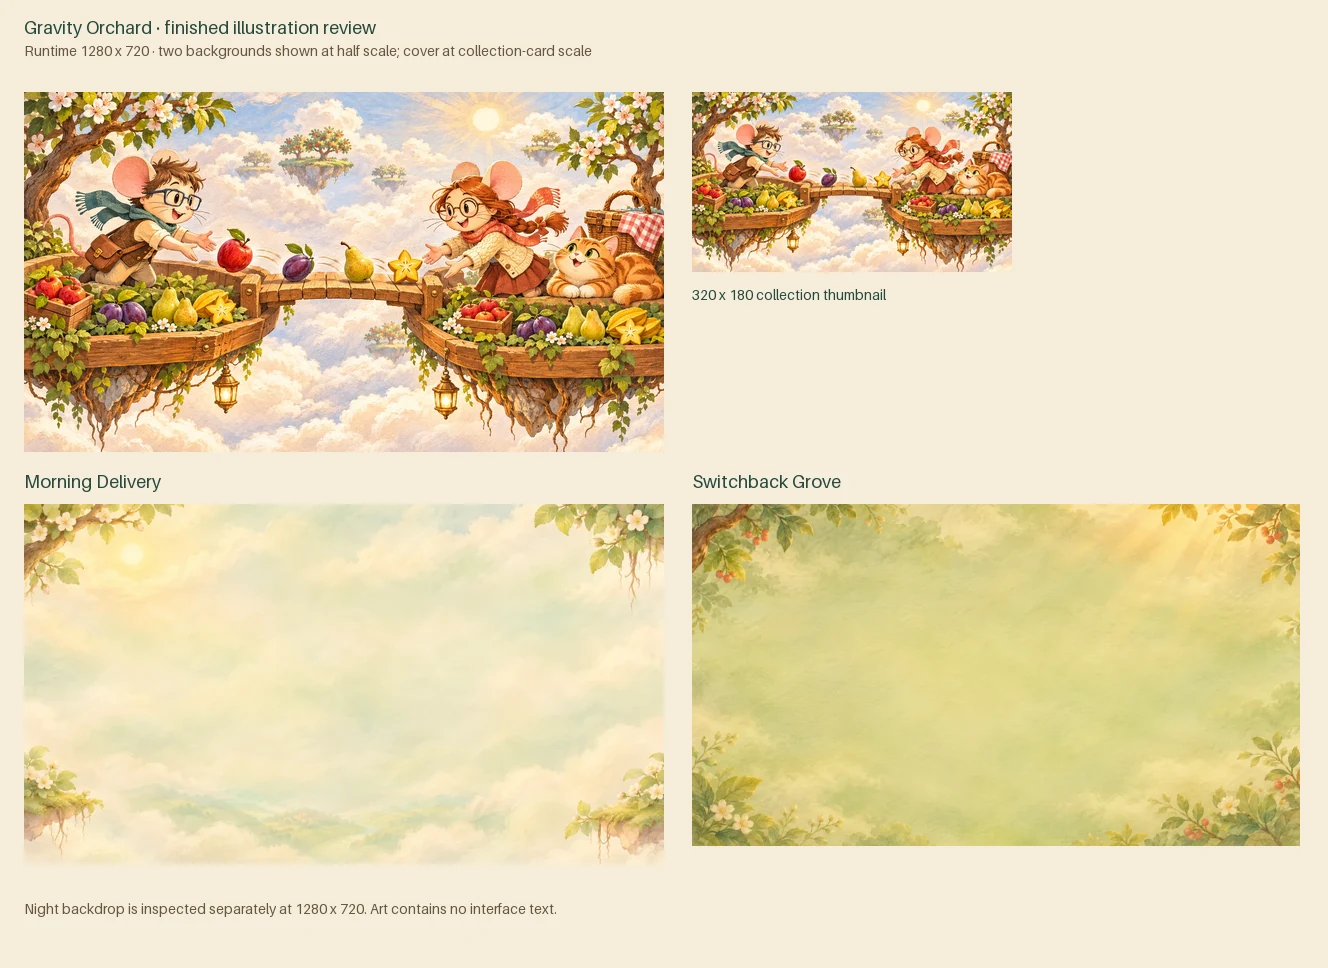 Gravity Orchard · finished illustration review
Runtime 1280 x 720 · two backgrounds shown at half scale; cover at collection-card scale
320 x 180 collection thumbnail
Morning Delivery
Switchback Grove
Night backdrop is inspected separately at 1280 x 720. Art contains no interface text.